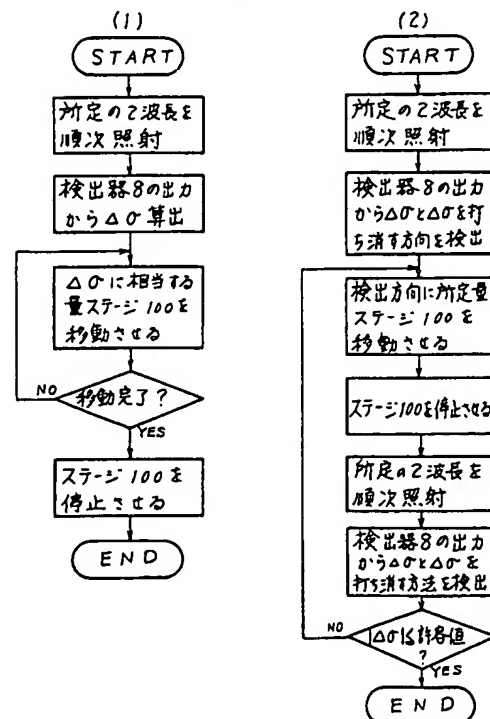 (1)
START
所定の2波長を
順次照射
検出器8の出力
からΔσ算出
Δσに相当する
量ステージ100を
移動させる
移動完了?
NO
YES
ステージ100を
停止させる
END
(2)
START
所定の2波長を
順次照射
検出器8の出力
からΔσとΔσを打
ち消す方向を検出
検出方向に所定量
ステージ100を
移動させる
ステージ100を停止させる
所定の2波長を
順次照射
検出器8の出力
からΔσとΔσを
打ち消す方法を検出
NO
|Δσ|≦許容値
?
YES
END